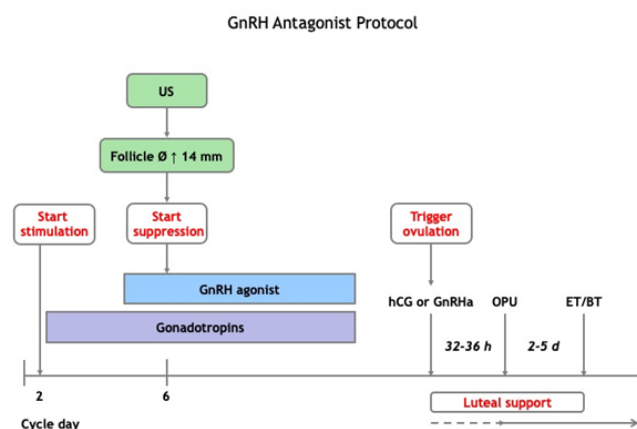 GnRH Antagonist Protocol
US
Follicle Ø ↑ 14 mm
Start
stimulation
Start
suppression
Trigger
ovulation
GnRH agonist
hCG or GnRHa
OPU
ET/BT
Gonadotropins
32-36 h
2-5 d
2
6
Luteal support
Cycle day